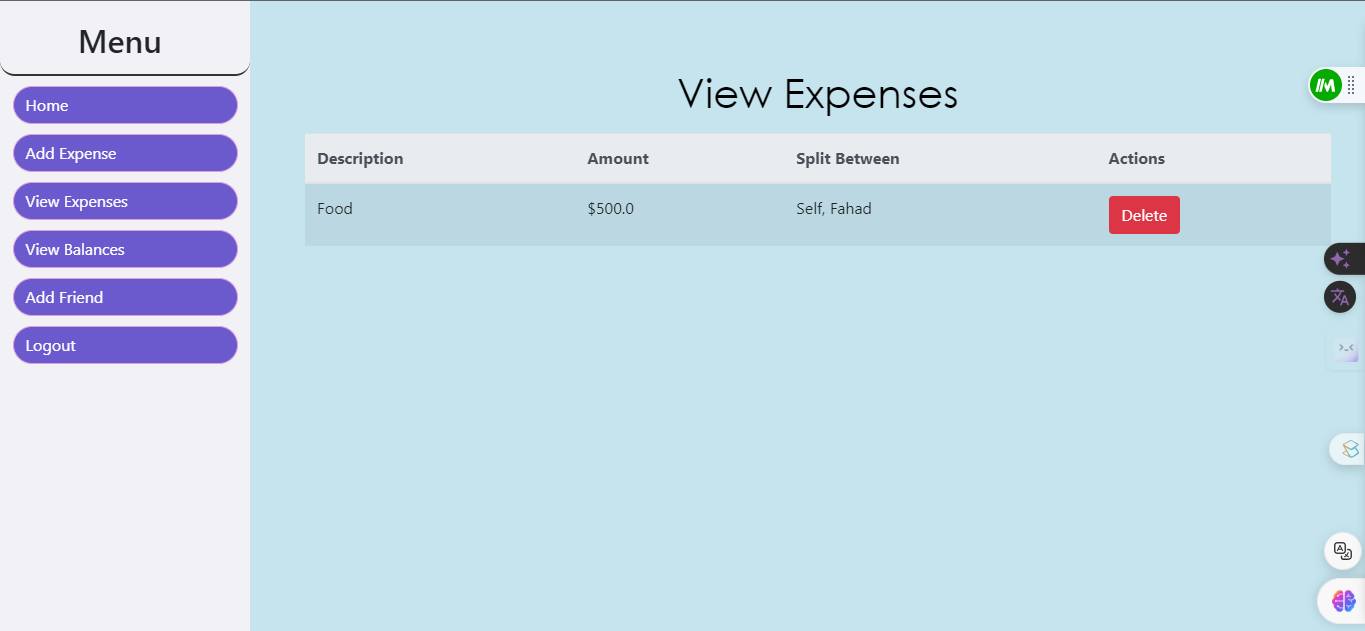 Menu
Home
Add Expense
View Expenses
View Balances
Add Friend
Logout
View Expenses
Description Amount Split Between Actions
Food $500.0 Self, Fahad Delete